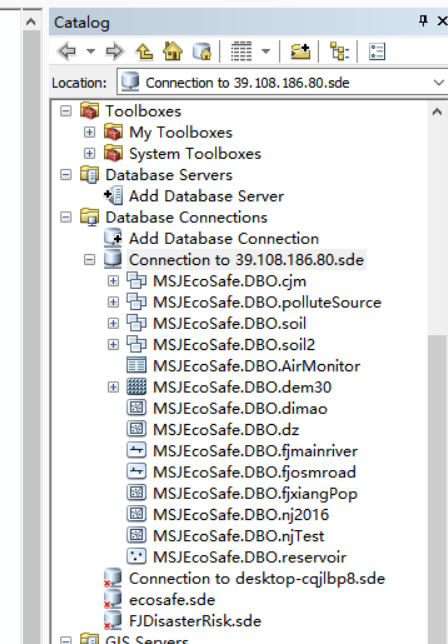 Catalog
Location: Connection to 39.108.186.80.sde
Toolboxes
My Toolboxes
System Toolboxes
Database Servers
Add Database Server
Database Connections
Add Database Connection
Connection to 39.108.186.80.sde
MSJEcoSafe.DBO.cjm
MSJEcoSafe.DBO.polluteSource
MSJEcoSafe.DBO.soil
MSJEcoSafe.DBO.soil2
MSJEcoSafe.DBO.AirMonitor
MSJEcoSafe.DBO.dem30
MSJEcoSafe.DBO.dimao
MSJEcoSafe.DBO.dz
MSJEcoSafe.DBO.fjmainriver
MSJEcoSafe.DBO.fjosmroad
MSJEcoSafe.DBO.fjxiangPop
MSJEcoSafe.DBO.nj2016
MSJEcoSafe.DBO.njTest
MSJEcoSafe.DBO.reservoir
Connection to desktop-cqjlbp8.sde
ecosafe.sde
FJDisasterRisk.sde
GIS Servers